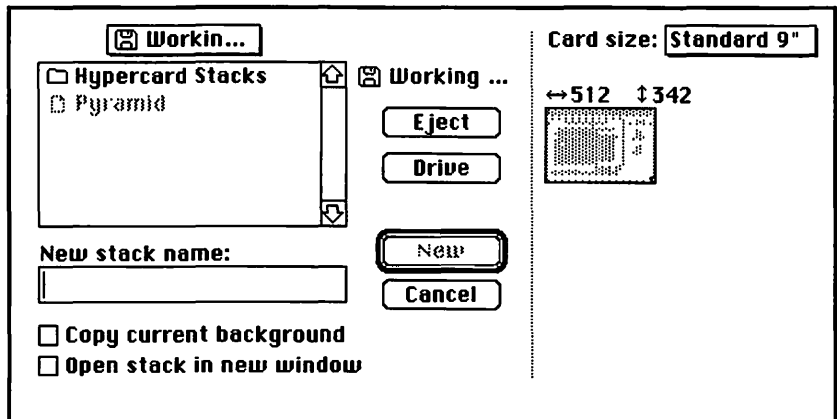 Workin...
Hypercard Stacks
Pyramid
Working ...
Eject
Drive
New stack name:
New
Cancel
Copy current background
Open stack in new window
Card size: Standard 9"
↔512 ↕342